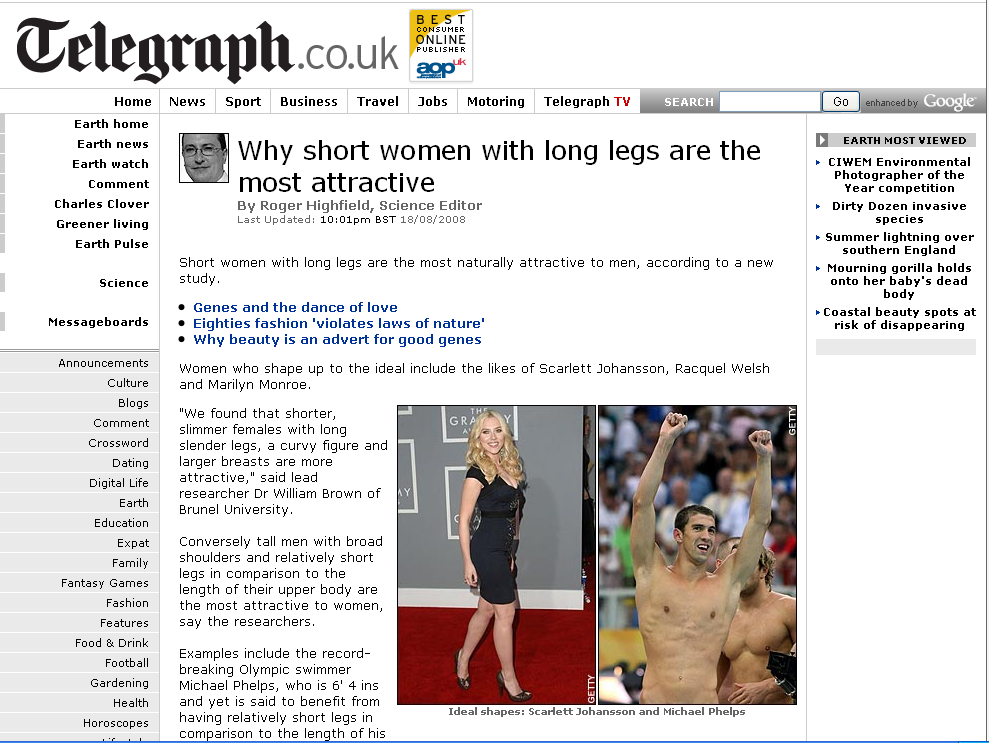 Telegraph.co.uk
BEST
CONSUMER
ONLINE
PUBLISHER
aop uk
Home
News
Sport
Business
Travel
Jobs
Motoring
Telegraph TV
SEARCH
Go
enhanced by Google
Earth home
Earth news
Earth watch
Comment
Charles Clover
Greener living
Earth Pulse
Science
Messageboards
Announcements
Culture
Blogs
Comment
Crossword
Dating
Digital Life
Earth
Education
Expat
Family
Fantasy Games
Fashion
Features
Food & Drink
Football
Gardening
Health
Horoscopes
Why short women with long legs are the
most attractive
By Roger Highfield, Science Editor
Last Updated: 10:01pm BST 18/08/2008
Short women with long legs are the most naturally attractive to men, according to a new
study.
Genes and the dance of love
Eighties fashion 'violates laws of nature'
Why beauty is an advert for good genes
Women who shape up to the ideal include the likes of Scarlett Johansson, Racquel Welsh
and Marilyn Monroe.
"We found that shorter,
slimmer females with long
slender legs, a curvy figure and
larger breasts are more
attractive," said lead
researcher Dr William Brown of
Brunel University.
Conversely tall men with broad
shoulders and relatively short
legs in comparison to the
length of their upper body are
the most attractive to women,
say the researchers.
Examples include the record-
breaking Olympic swimmer
Michael Phelps, who is 6' 4 ins
and yet is said to benefit from
having relatively short legs in
comparison to the length of his
THE
GRA
GETTY
GETTY
Ideal shapes: Scarlett Johansson and Michael Phelps
EARTH MOST VIEWED
CIWEM Environmental
Photographer of the
Year competition
Dirty Dozen invasive
species
Summer lightning over
southern England
Mourning gorilla holds
onto her baby's dead
body
Coastal beauty spots at
risk of disappearing